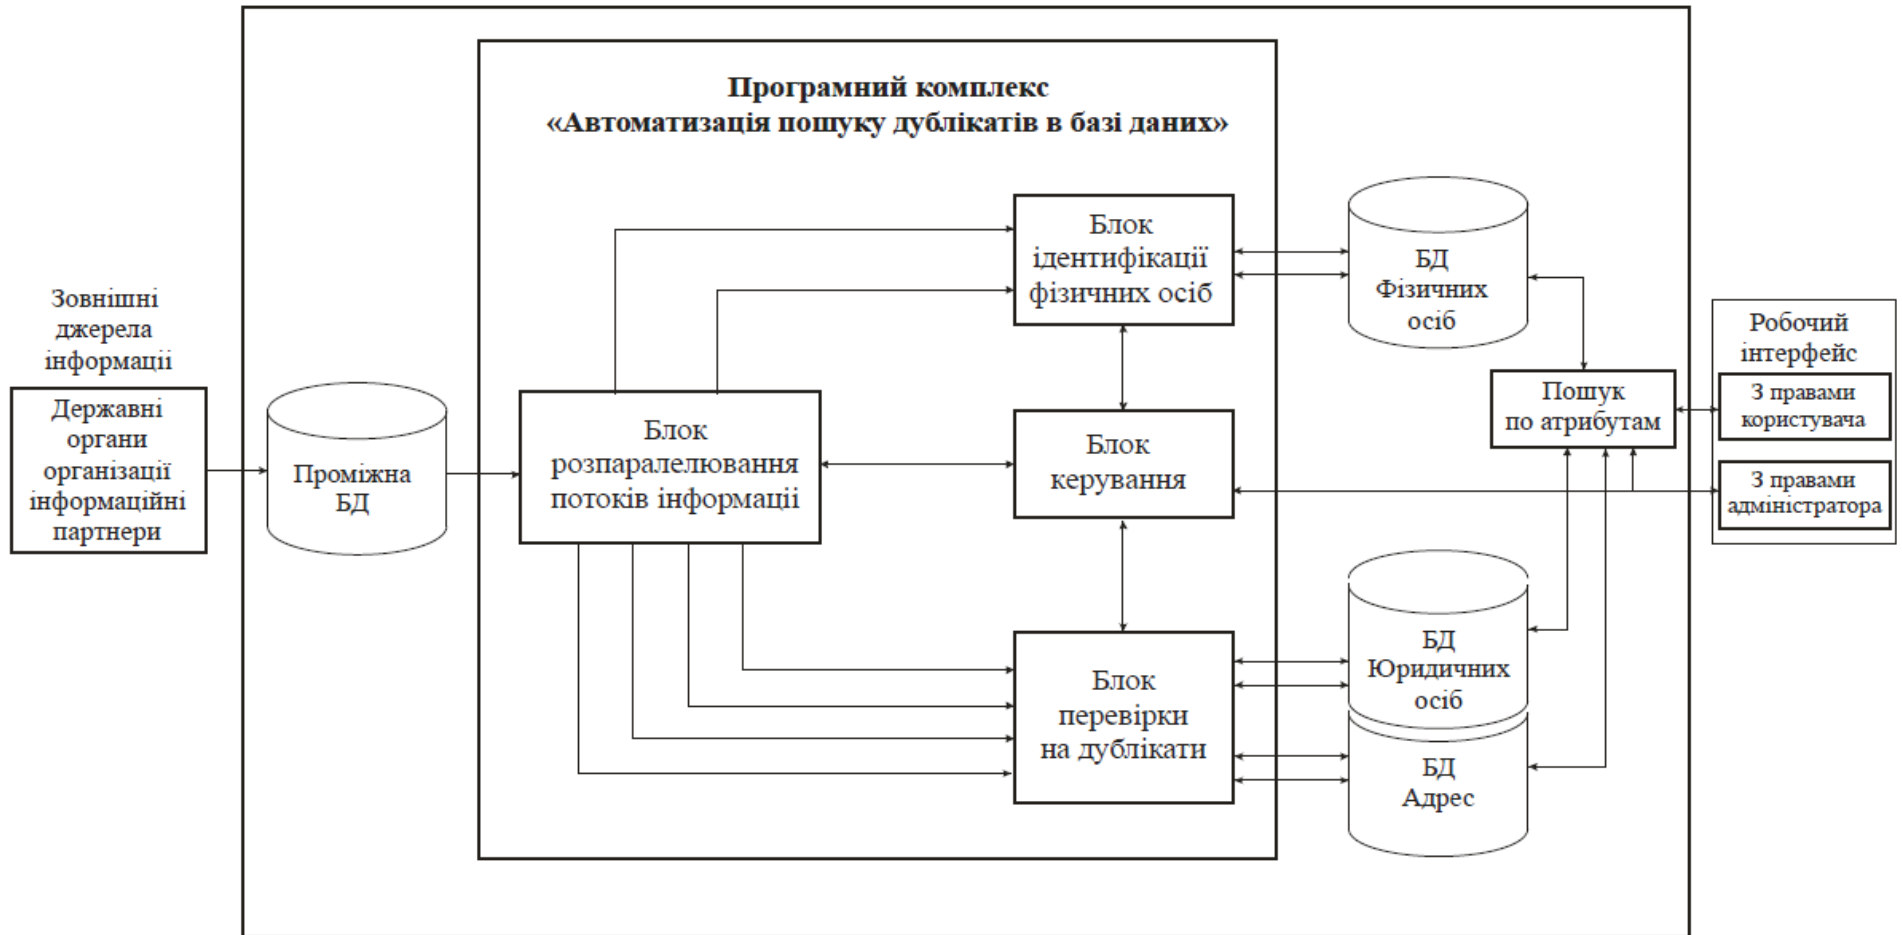 Програмний комплекс
«Автоматизація пошуку дублікатів в базі даних»
Зовнішні
джерела
інформації
Державні
органи
організації
інформаційні
партнери
Проміжна
БД
Блок
розпаралелювання
потоків інформації
Блок
ідентифікації
фізичних осіб
Блок
керування
Блок
перевірки
на дублікати
БД
Фізичних
осіб
Пошук
по атрибутам
БД
Юридичних
осіб
БД
Адрес
Робочий
інтерфейс
З правами
користувача
З правами
адміністратора